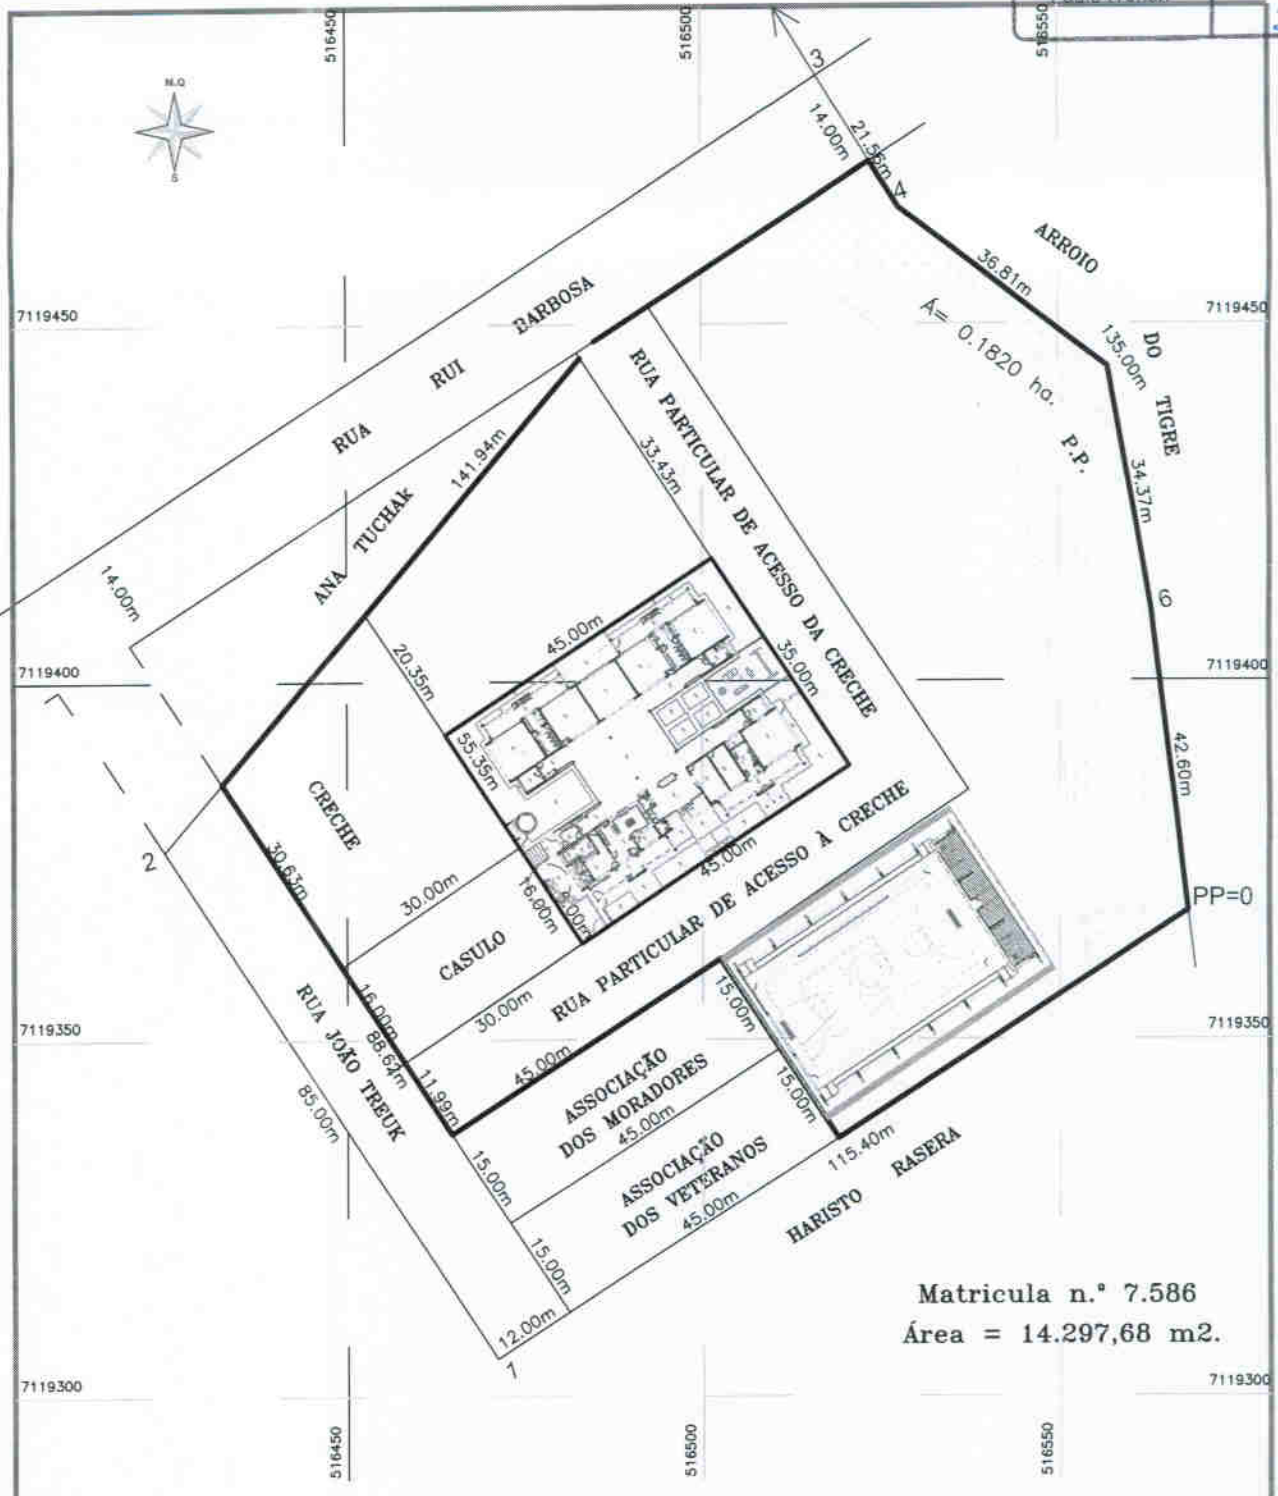 516450
516500
516550
N.Q
S
3
14.00m
21.56m
4
ARROIO
36.81m
7119450
7119450
RUA RUI BARBOSA
Á= 0.1820 ha.
P.P.
135.00m
DO TIGRE
34.37m
141.94m
ANA TUCHAK
33.43m
RUA PARTICULAR DE ACESSO DA CRECHE
14.00m
6
7119400
7119400
20.35m
45.00m
35.00m
55.35m
42.60m
2
CRECHE
30.63m
30.00m
16.00m
8.00m
45.00m
CASULO
RUA PARTICULAR DE ACESSO À CRECHE
PP=0
RUA JOÃO TREUK
16.00m
88.62m
11.99m
30.00m
45.00m
15.00m
7119350
7119350
85.00m
ASSOCIAÇÃO
DOS MORADORES
45.00m
15.00m
15.00m
ASSOCIAÇÃO
DOS VETERANOS
45.00m
115.40m
HARISTO RASERA
15.00m
12.00m
1
Matricula n.º 7.586
Área = 14.297,68 m2.
7119300
7119300
516450
516500
516550